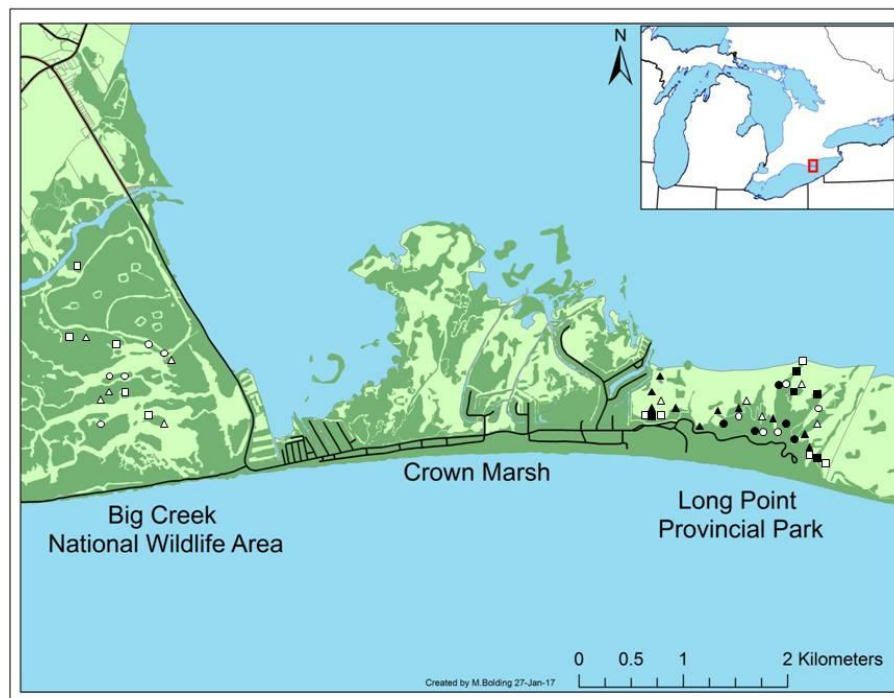 N
Big Creek
National Wildlife Area
Crown Marsh
Long Point
Provincial Park
0 0.5 1 2 Kilometers
Created by M.Bolding 27-Jan-17